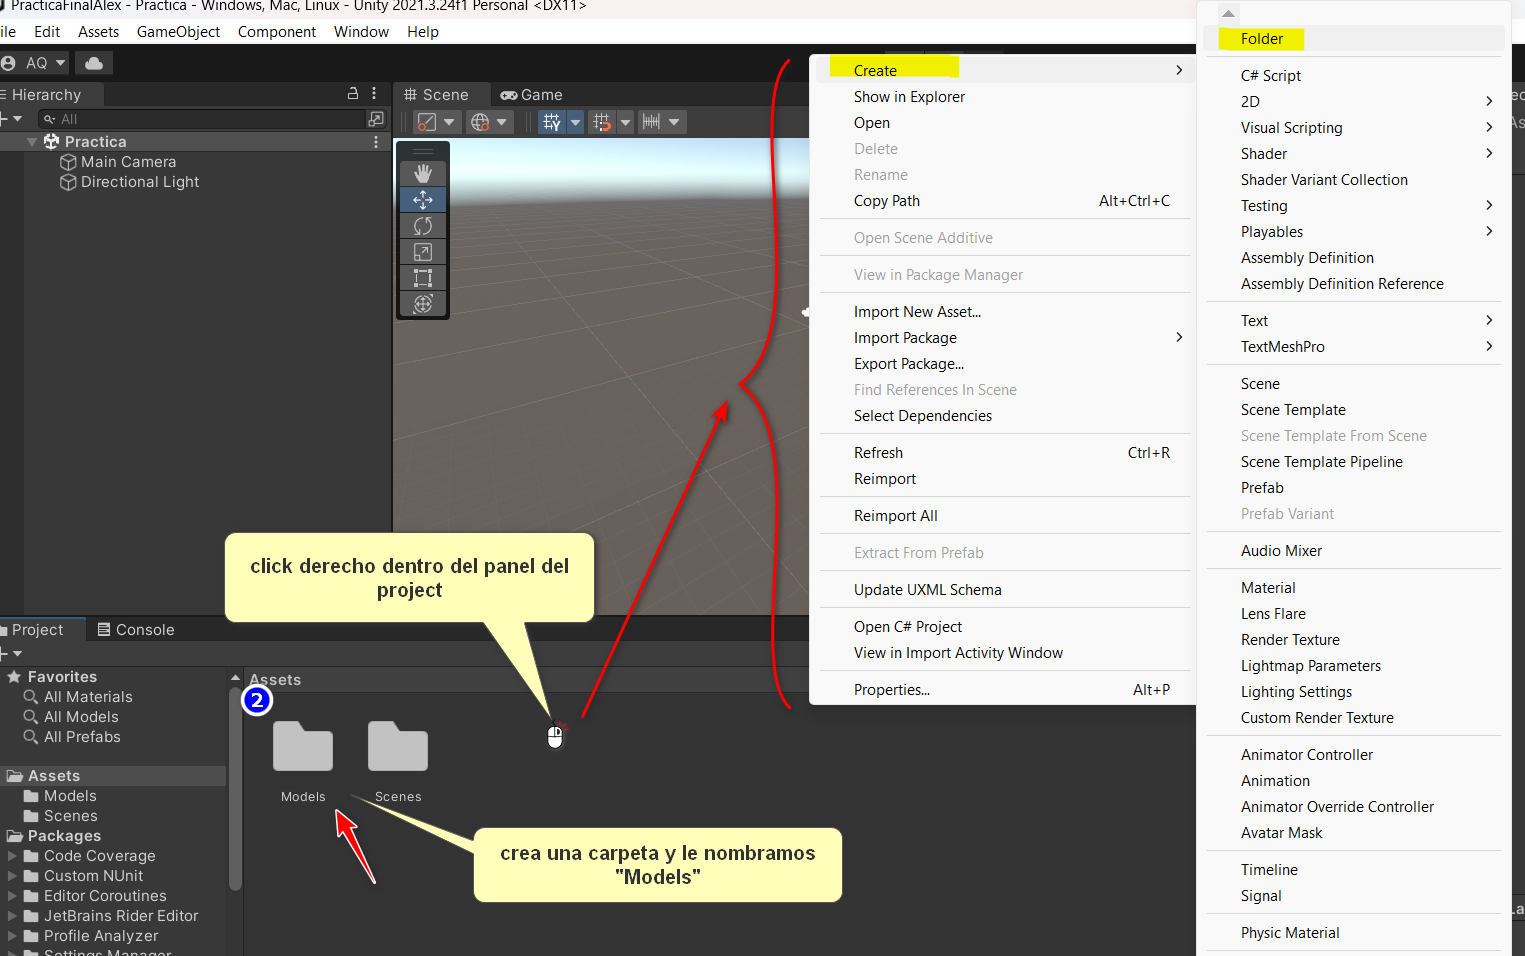 PracticaFinalAlex - Practica - Windows, Mac, Linux - Unity 2021.3.24f1 Personal <DX11>
ile Edit Assets GameObject Component Window Help
AQ
Hierarchy
All
Practica
Main Camera
Directional Light
Scene
Game
Create
Show in Explorer
Open
Delete
Rename
Copy Path Alt+Ctrl+C
Open Scene Additive
View in Package Manager
Import New Asset...
Import Package
Export Package...
Find References In Scene
Select Dependencies
Refresh Ctrl+R
Reimport
Reimport All
Extract From Prefab
Update UXML Schema
Open C# Project
View in Import Activity Window
Properties... Alt+P
Folder
C# Script
2D
Visual Scripting
Shader
Shader Variant Collection
Testing
Playables
Assembly Definition
Assembly Definition Reference
Text
TextMeshPro
Scene
Scene Template
Scene Template From Scene
Scene Template Pipeline
Prefab
Prefab Variant
Audio Mixer
Material
Lens Flare
Render Texture
Lightmap Parameters
Lighting Settings
Custom Render Texture
Animator Controller
Animation
Animator Override Controller
Avatar Mask
Timeline
Signal
Physic Material
click derecho dentro del panel del
project
Project
Console
Favorites
All Materials
All Models
All Prefabs
Assets
Models
Scenes
Packages
Code Coverage
Custom NUnit
Editor Coroutines
JetBrains Rider Editor
Profile Analyzer
Settings Manager
Assets
2
Models
Scenes
crea una carpeta y le nombramos
"Models"